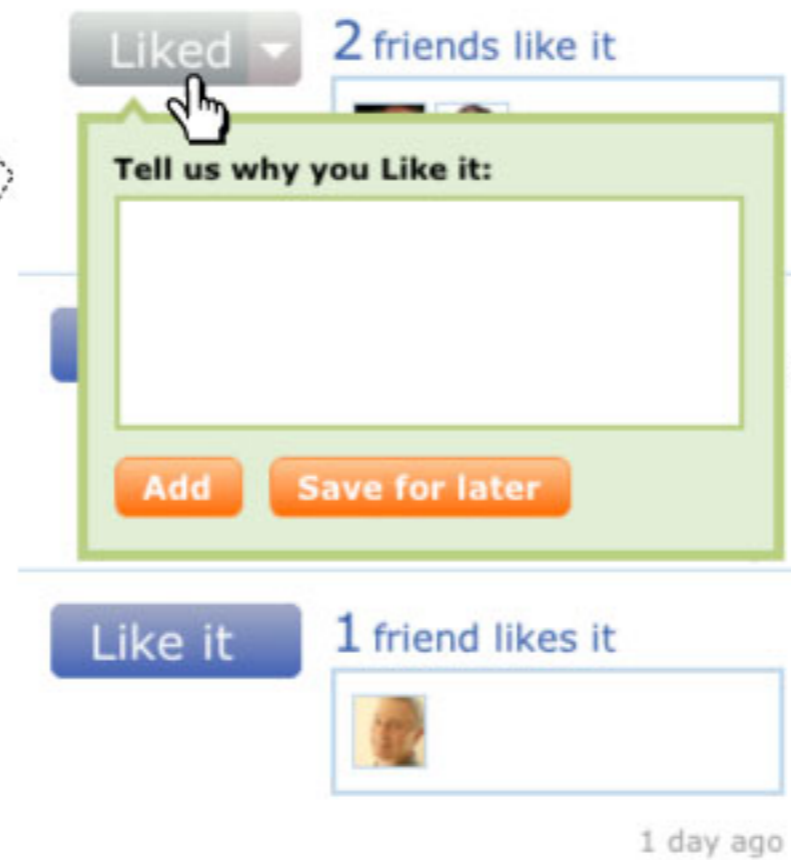 Liked
2 friends like it
Tell us why you Like it:
Add
Save for later
Like it
1 friend likes it
1 day ago